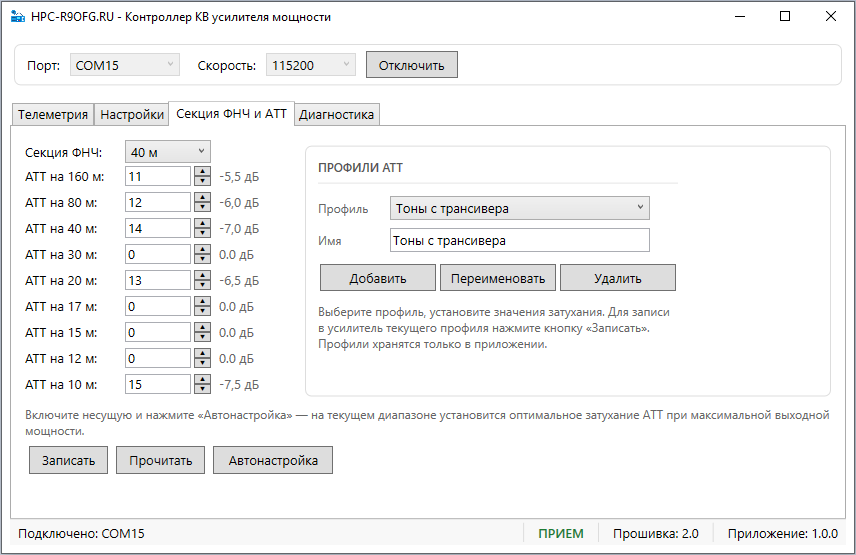 HPC-R9OFG.RU - Контроллер КВ усилителя мощности
Порт: COM15 Скорость: 115200 Отключить
Телеметрия Настройки Секция ФНЧ и АТТ Диагностика
Секция ФНЧ: 40 м
АТТ на 160 м: 11 -5,5 дБ
АТТ на 80 м: 12 -6,0 дБ
АТТ на 40 м: 14 -7,0 дБ
АТТ на 30 м: 0 0.0 дБ
АТТ на 20 м: 13 -6,5 дБ
АТТ на 17 м: 0 0.0 дБ
АТТ на 15 м: 0 0.0 дБ
АТТ на 12 м: 0 0.0 дБ
АТТ на 10 м: 15 -7,5 дБ
ПРОФИЛИ АТТ
Профиль Тоны с трансивера
Имя Тоны с трансивера
Добавить Переименовать Удалить
Выберите профиль, установите значения затухания. Для записи
в усилитель текущего профиля нажмите кнопку «Записать».
Профили хранятся только в приложении.
Включите несущую и нажмите «Автонастройка» — на текущем диапазоне установится оптимальное затухание АТТ при максимальной выходной
мощности.
Записать Прочитать Автонастройка
Подключено: COM15 ПРИЕМ Прошивка: 2.0 Приложение: 1.0.0